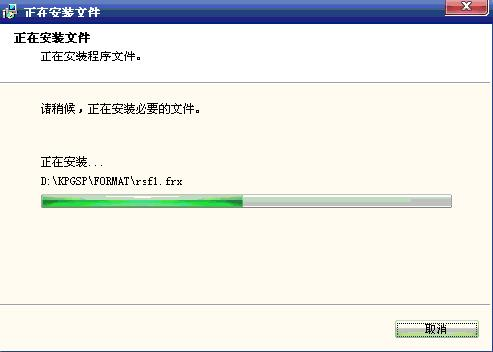 正在安装文件
正在安装文件
正在安装程序文件。
请稍候，正在安装必要的文件。
正在安装...
D:\KPGSP\FORMAT\rsf1.frx
取消